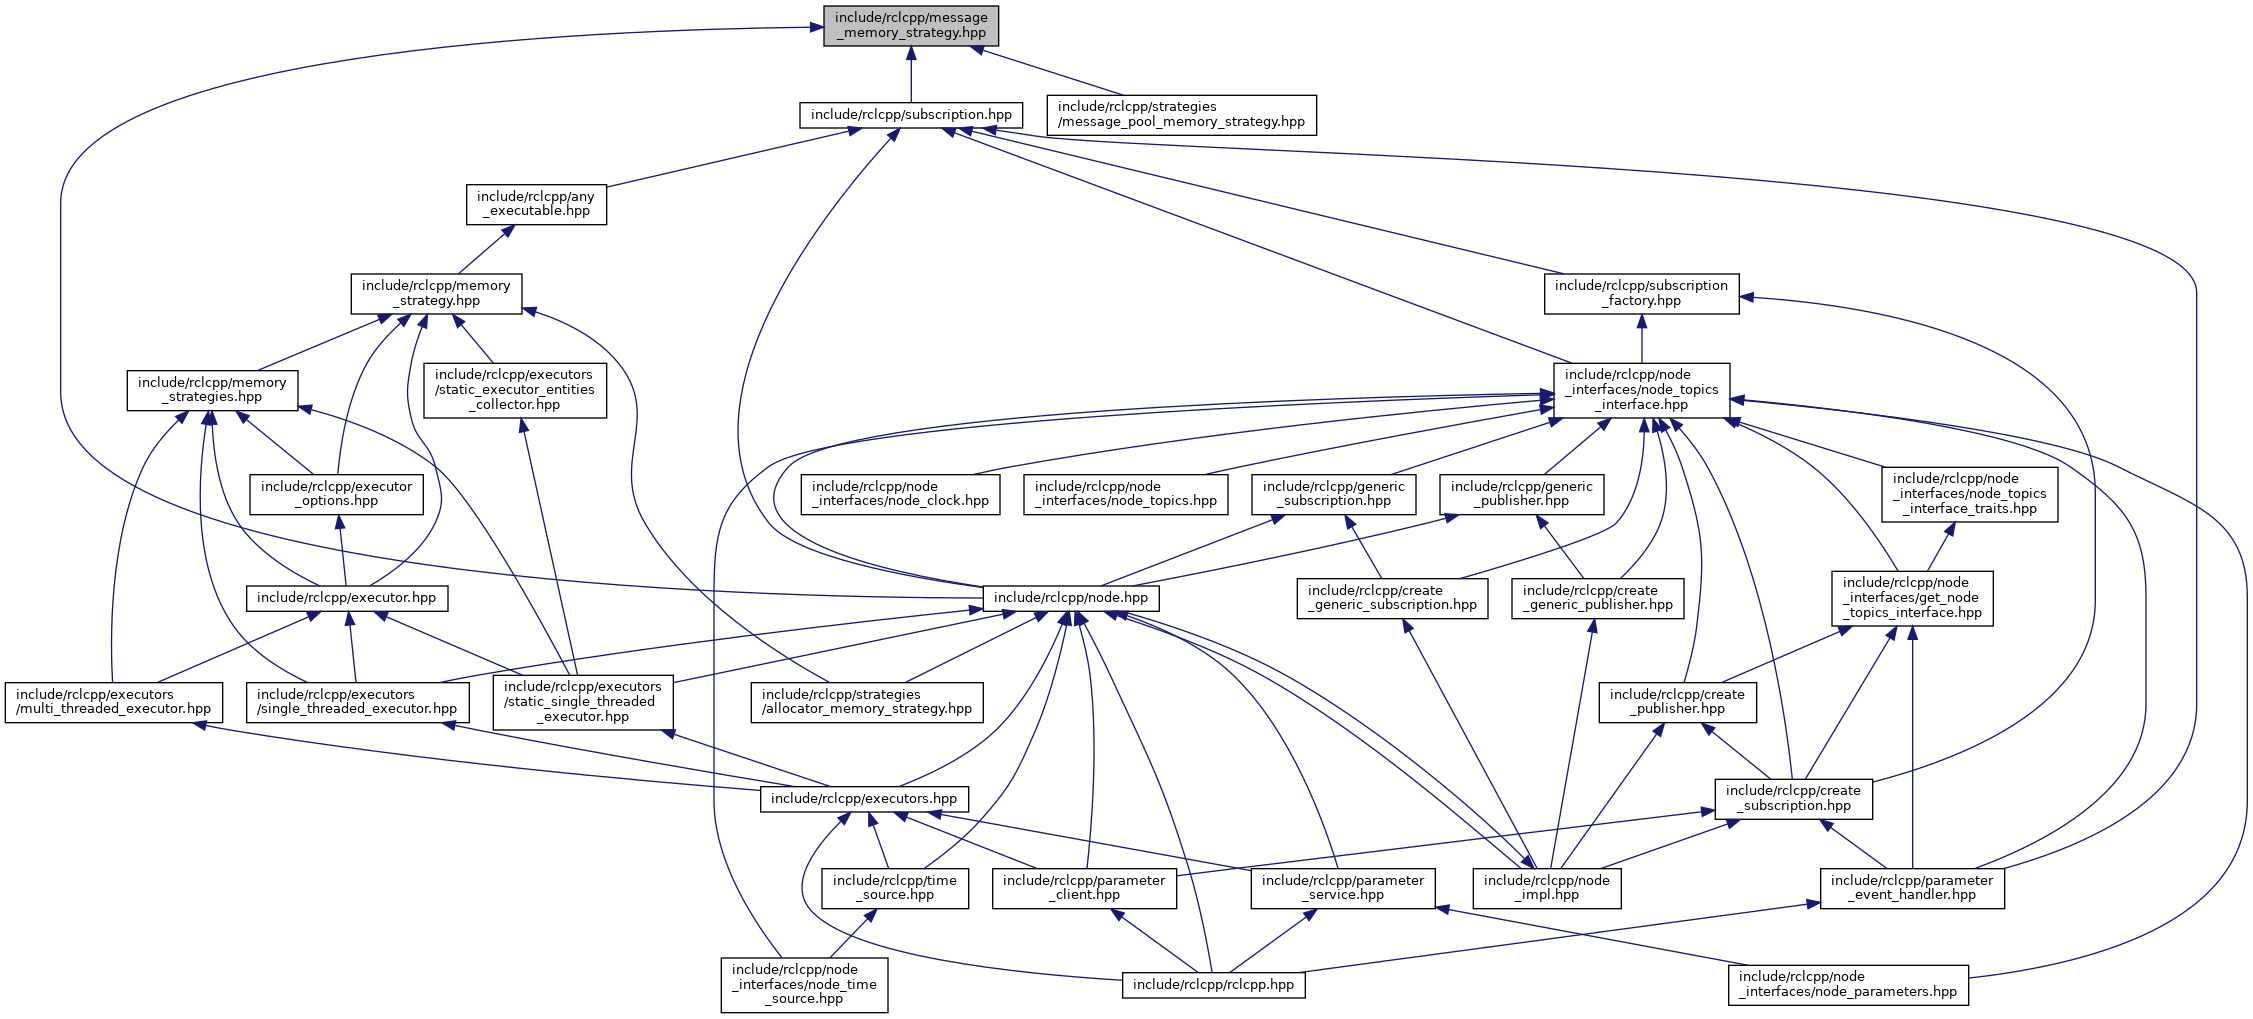 include/rclcpp/message
_memory_strategy.hpp
include/rclcpp/subscription.hpp
include/rclcpp/strategies
/message_pool_memory_strategy.hpp
include/rclcpp/any
_executable.hpp
include/rclcpp/memory
_strategy.hpp
include/rclcpp/subscription
_factory.hpp
include/rclcpp/memory
_strategies.hpp
include/rclcpp/executors
/static_executor_entities
_collector.hpp
include/rclcpp/node
_interfaces/node_topics
_interface.hpp
include/rclcpp/executor
_options.hpp
include/rclcpp/node
_interfaces/node_clock.hpp
include/rclcpp/node
_interfaces/node_topics.hpp
include/rclcpp/generic
_subscription.hpp
include/rclcpp/generic
_publisher.hpp
include/rclcpp/node
_interfaces/node_topics
_interface_traits.hpp
include/rclcpp/executor.hpp
include/rclcpp/node.hpp
include/rclcpp/create
_generic_subscription.hpp
include/rclcpp/create
_generic_publisher.hpp
include/rclcpp/node
_interfaces/get_node
_topics_interface.hpp
include/rclcpp/executors
/multi_threaded_executor.hpp
include/rclcpp/executors
/single_threaded_executor.hpp
include/rclcpp/executors
/static_single_threaded
_executor.hpp
include/rclcpp/strategies
/allocator_memory_strategy.hpp
include/rclcpp/create
_publisher.hpp
include/rclcpp/executors.hpp
include/rclcpp/create
_subscription.hpp
include/rclcpp/time
_source.hpp
include/rclcpp/parameter
_client.hpp
include/rclcpp/parameter
_service.hpp
include/rclcpp/node
_impl.hpp
include/rclcpp/parameter
_event_handler.hpp
include/rclcpp/node
_interfaces/node_time
_source.hpp
include/rclcpp/rclcpp.hpp
include/rclcpp/node
_interfaces/node_parameters.hpp